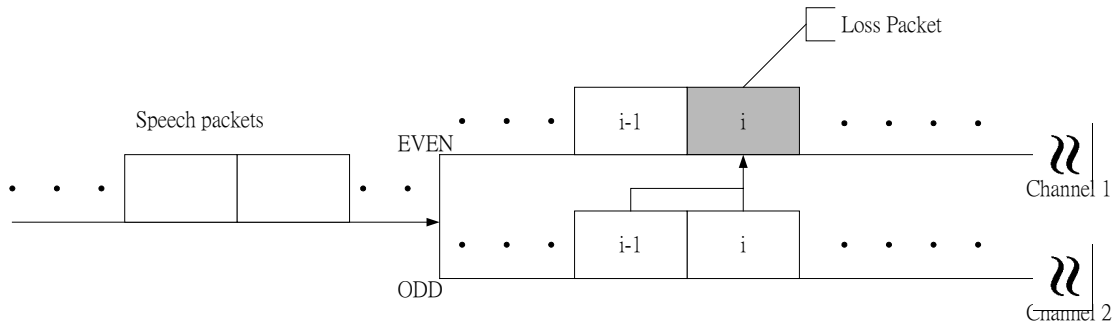 Loss Packet
Speech packets
EVEN
i-1
i
Channel 1
i-1
i
ODD
Channel 2